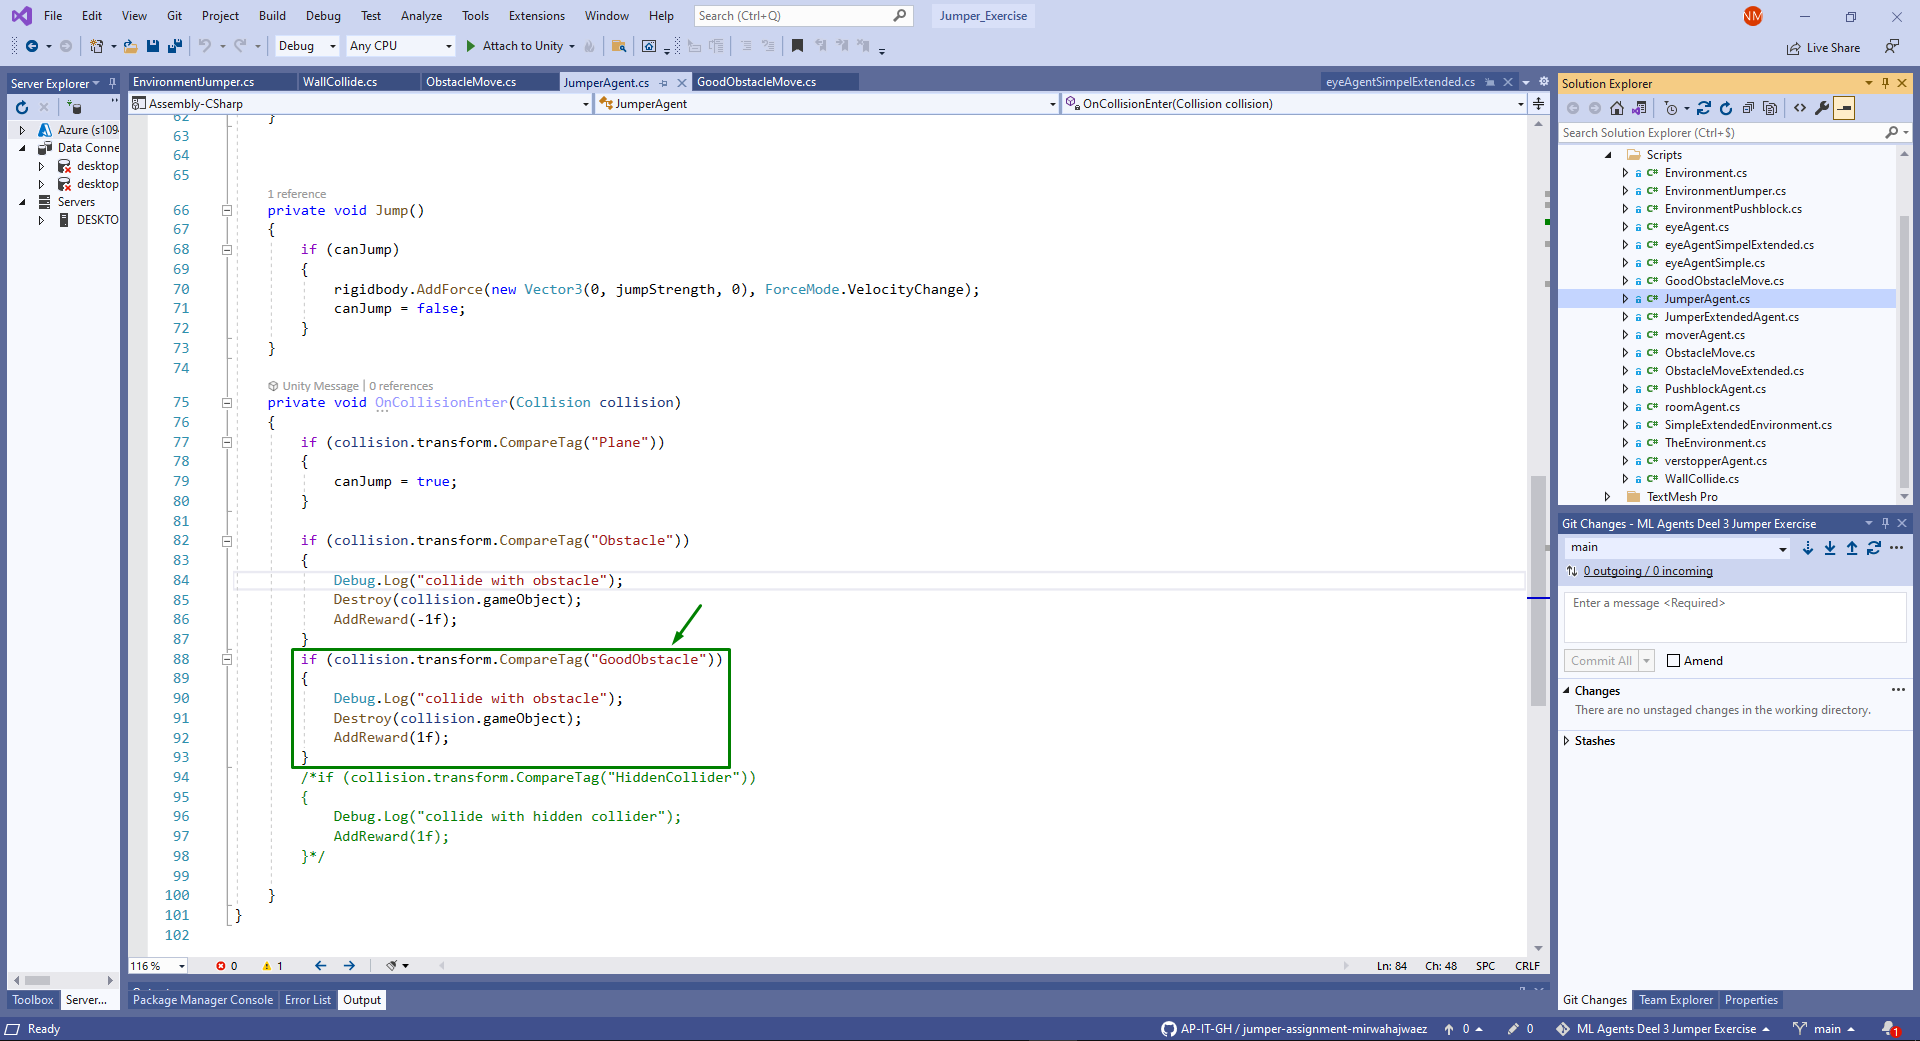 File Edit View Git Project Build Debug Test Analyze Tools Extensions Window Help Search (Ctrl+Q) Jumper_Exercise NM
Debug Any CPU Attach to Unity Live Share
Server Explorer
Azure (s109
Data Conne
desktop
desktop
Servers
DESKTO
Toolbox Server...
EnvironmentJumper.cs WallCollide.cs ObstacleMove.cs JumperAgent.cs GoodObstacleMove.cs eyeAgentSimpelExtended.cs
Assembly-CSharp JumperAgent OnCollisionEnter(Collision collision)
62 }
63
64
65
1 reference
66 private void Jump()
67 {
68 if (canJump)
69 {
70 rigidbody.AddForce(new Vector3(0, jumpStrength, 0), ForceMode.VelocityChange);
71 canJump = false;
72 }
73 }
74
Unity Message | 0 references
75 private void OnCollisionEnter(Collision collision)
76 {
77 if (collision.transform.CompareTag("Plane"))
78 {
79 canJump = true;
80 }
81
82 if (collision.transform.CompareTag("Obstacle"))
83 {
84 Debug.Log("collide with obstacle");
85 Destroy(collision.gameObject);
86 AddReward(-1f);
87 }
88 if (collision.transform.CompareTag("GoodObstacle"))
89 {
90 Debug.Log("collide with obstacle");
91 Destroy(collision.gameObject);
92 AddReward(1f);
93 }
94 /*if (collision.transform.CompareTag("HiddenCollider"))
95 {
96 Debug.Log("collide with hidden collider");
97 AddReward(1f);
98 }*/
99
100 }
101 }
102
116 % 0 1 Ln: 84 Ch: 48 SPC CRLF
Package Manager Console Error List Output
Solution Explorer
Search Solution Explorer (Ctrl+$)
Scripts
C# Environment.cs
C# EnvironmentJumper.cs
C# EnvironmentPushblock.cs
C# eyeAgent.cs
C# eyeAgentSimpelExtended.cs
C# eyeAgentSimple.cs
C# GoodObstacleMove.cs
C# JumperAgent.cs
C# JumperExtendedAgent.cs
C# moverAgent.cs
C# ObstacleMove.cs
C# ObstacleMoveExtended.cs
C# PushblockAgent.cs
C# roomAgent.cs
C# SimpleExtendedEnvironment.cs
C# TheEnvironment.cs
C# verstopperAgent.cs
C# WallCollide.cs
TextMesh Pro
Git Changes - ML Agents Deel 3 Jumper Exercise
main
0 outgoing / 0 incoming
Enter a message <Required>
Commit All Amend
Changes
There are no unstaged changes in the working directory.
Stashes
Git Changes Team Explorer Properties
Ready AP-IT-GH / jumper-assignment-mirwahajwaez 0 0 ML Agents Deel 3 Jumper Exercise main 1